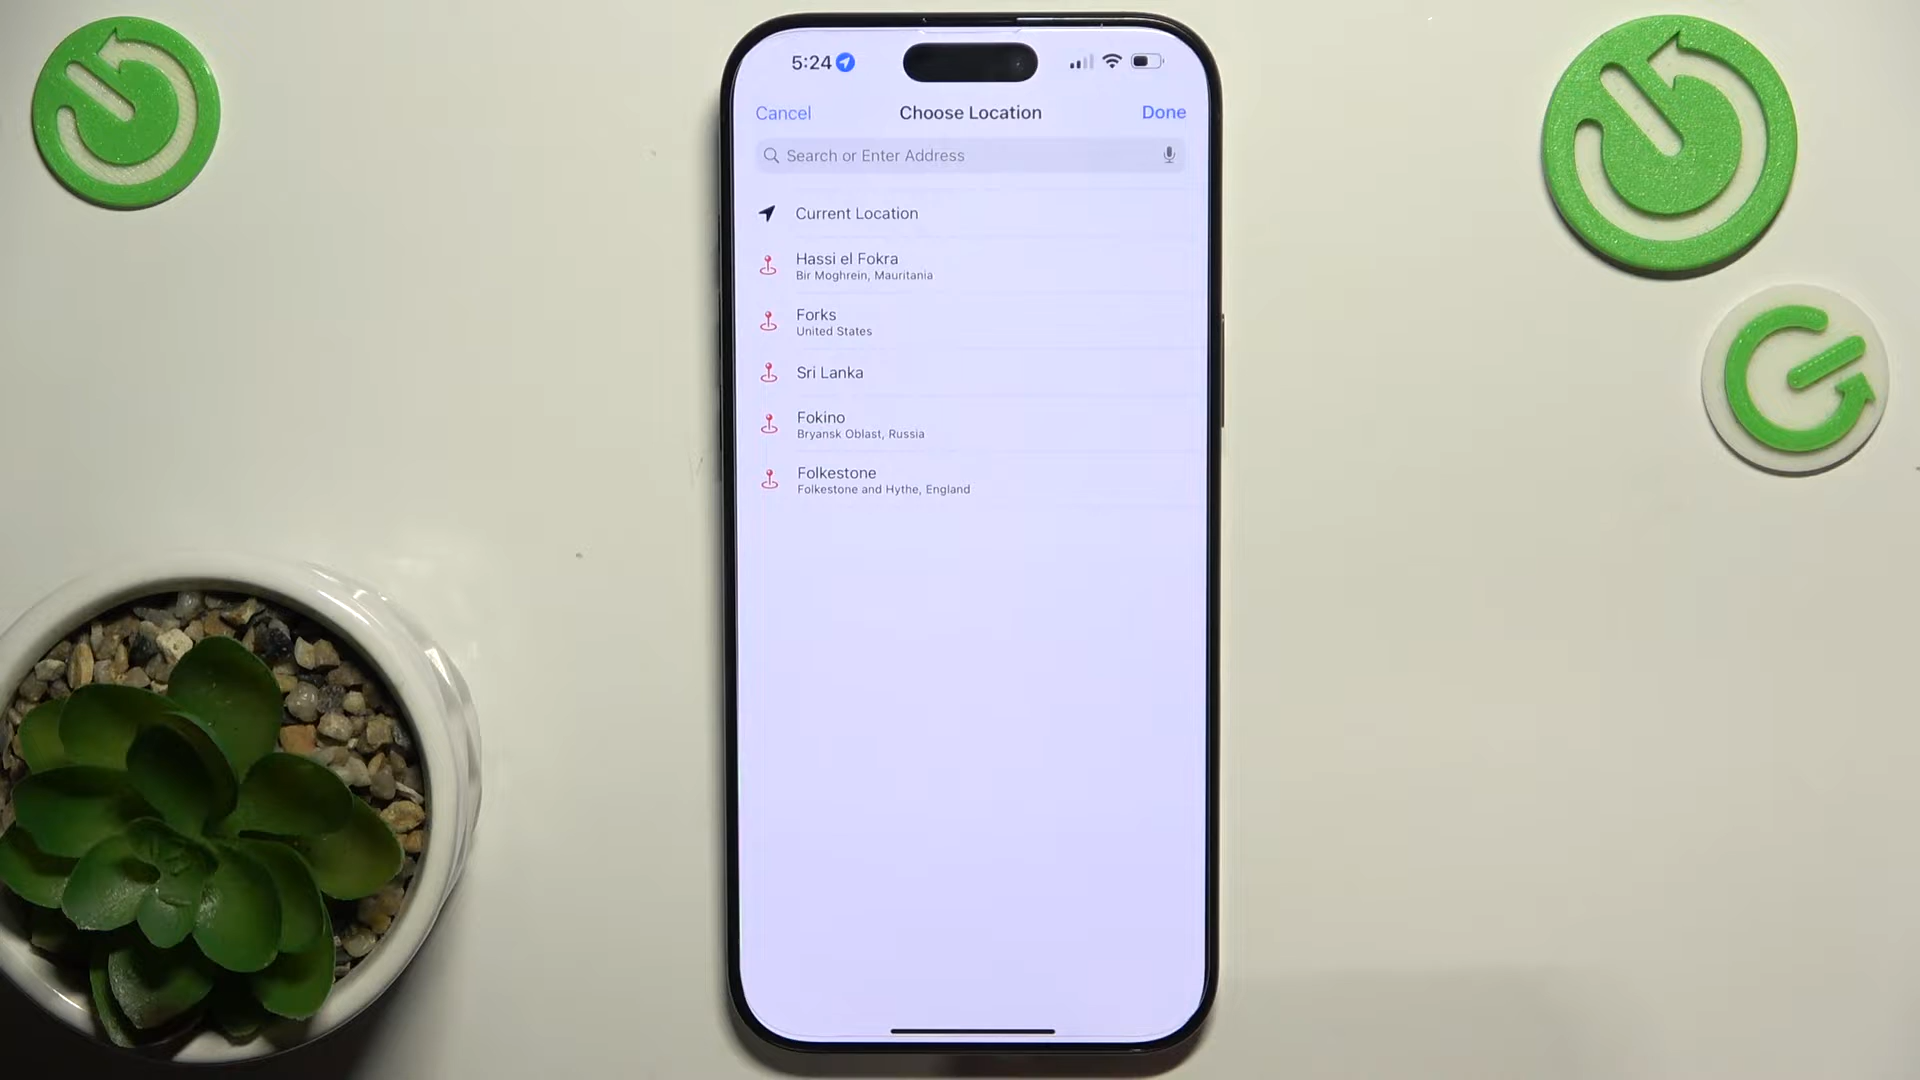 5:24
Cancel
Choose Location
Done
Search or Enter Address
Current Location
Hassi el Fokra
Bir Moghrein, Mauritania
Forks
United States
Sri Lanka
Fokino
Bryansk Oblast, Russia
Folkestone
Folkestone and Hythe, England